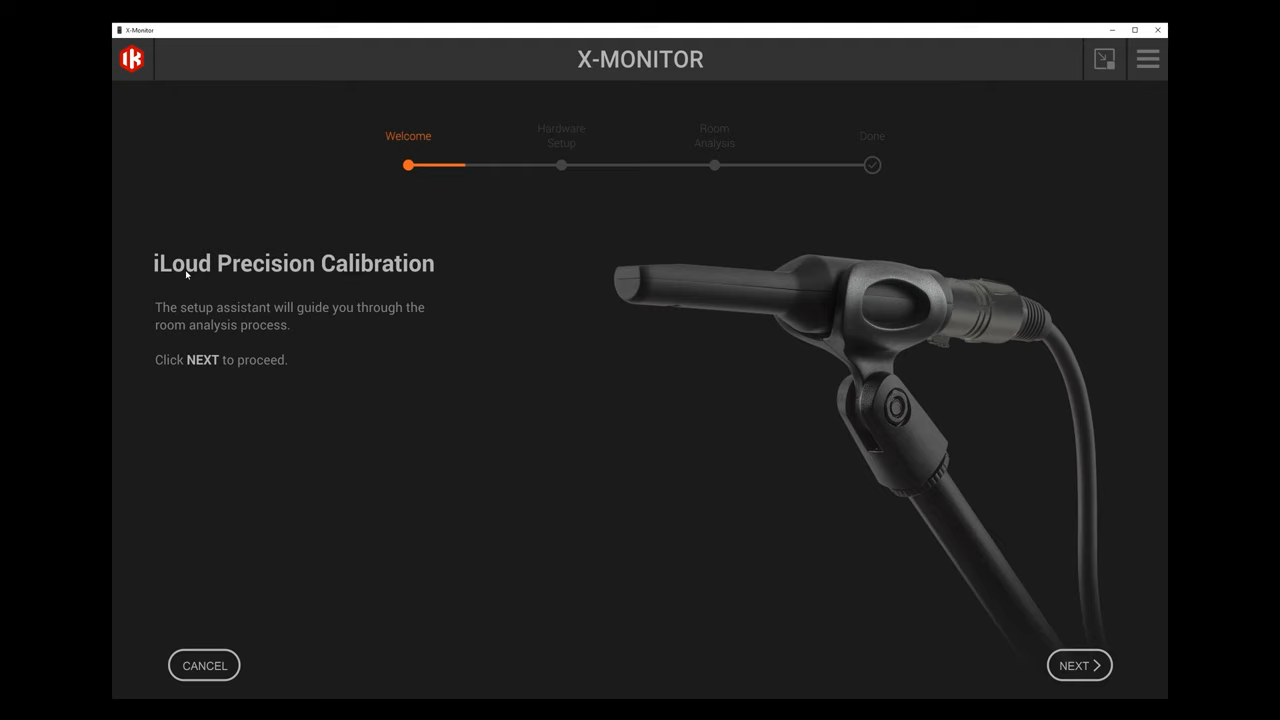 X-Monitor
X-MONITOR
Welcome
Hardware
Setup
Room
Analysis
Done
iLoud Precision Calibration
The setup assistant will guide you through the
room analysis process.
Click NEXT to proceed.
CANCEL
NEXT